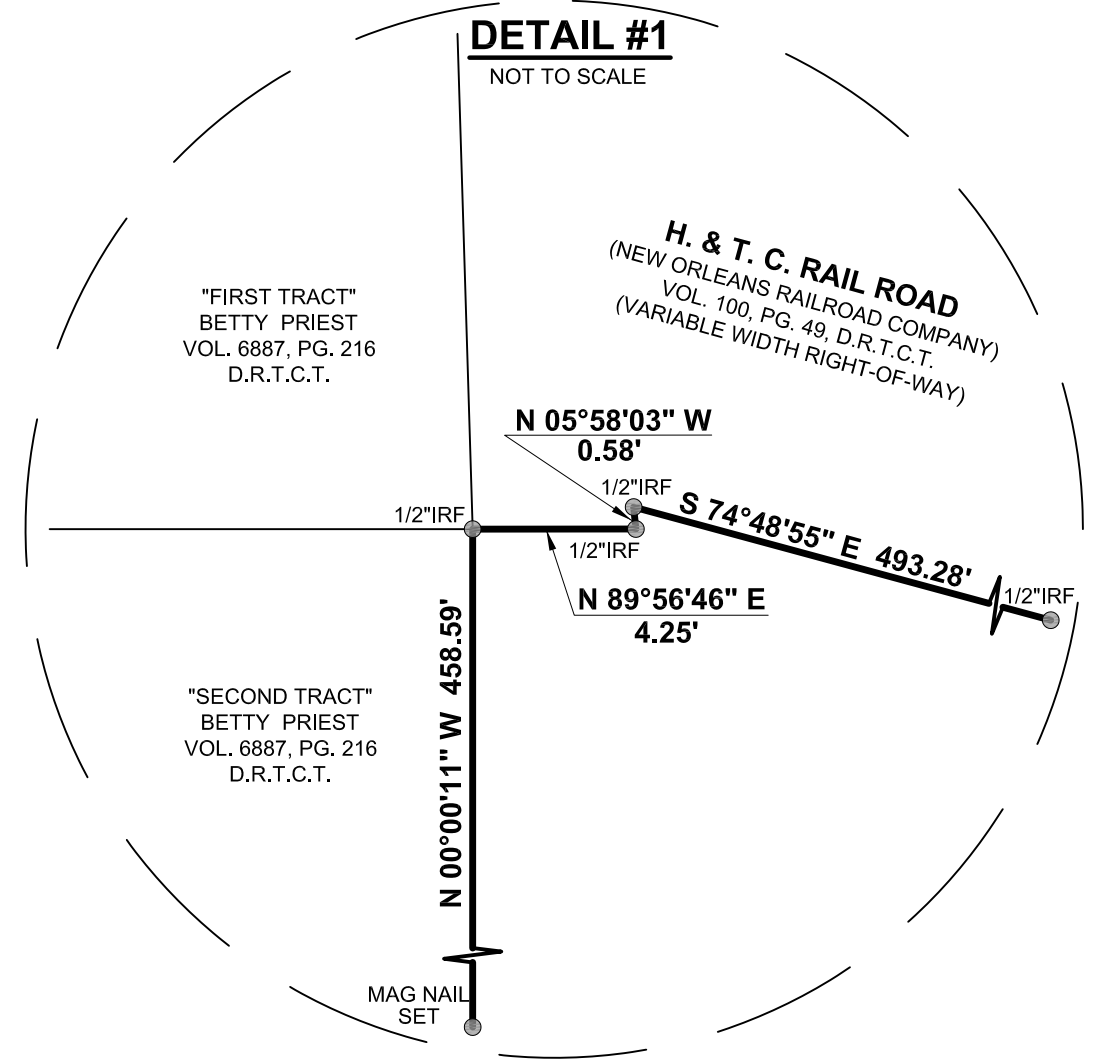 DETAIL #1
NOT TO SCALE
H. & T. C. RAIL ROAD
(NEW ORLEANS RAILROAD COMPANY)
VOL. 100, PG. 49, D.R.T.C.T.
(VARIABLE WIDTH RIGHT-OF-WAY)
"FIRST TRACT"
BETTY PRIEST
VOL. 6887, PG. 216
D.R.T.C.T.
N 05°58'03" W
0.58'
1/2"IRF
1/2"IRF
1/2"IRF
S 74°48'55" E 493.28'
1/2"IRF
N 89°56'46" E
4.25'
N 00°00'11" W 458.59'
"SECOND TRACT"
BETTY PRIEST
VOL. 6887, PG. 216
D.R.T.C.T.
MAG NAIL
SET